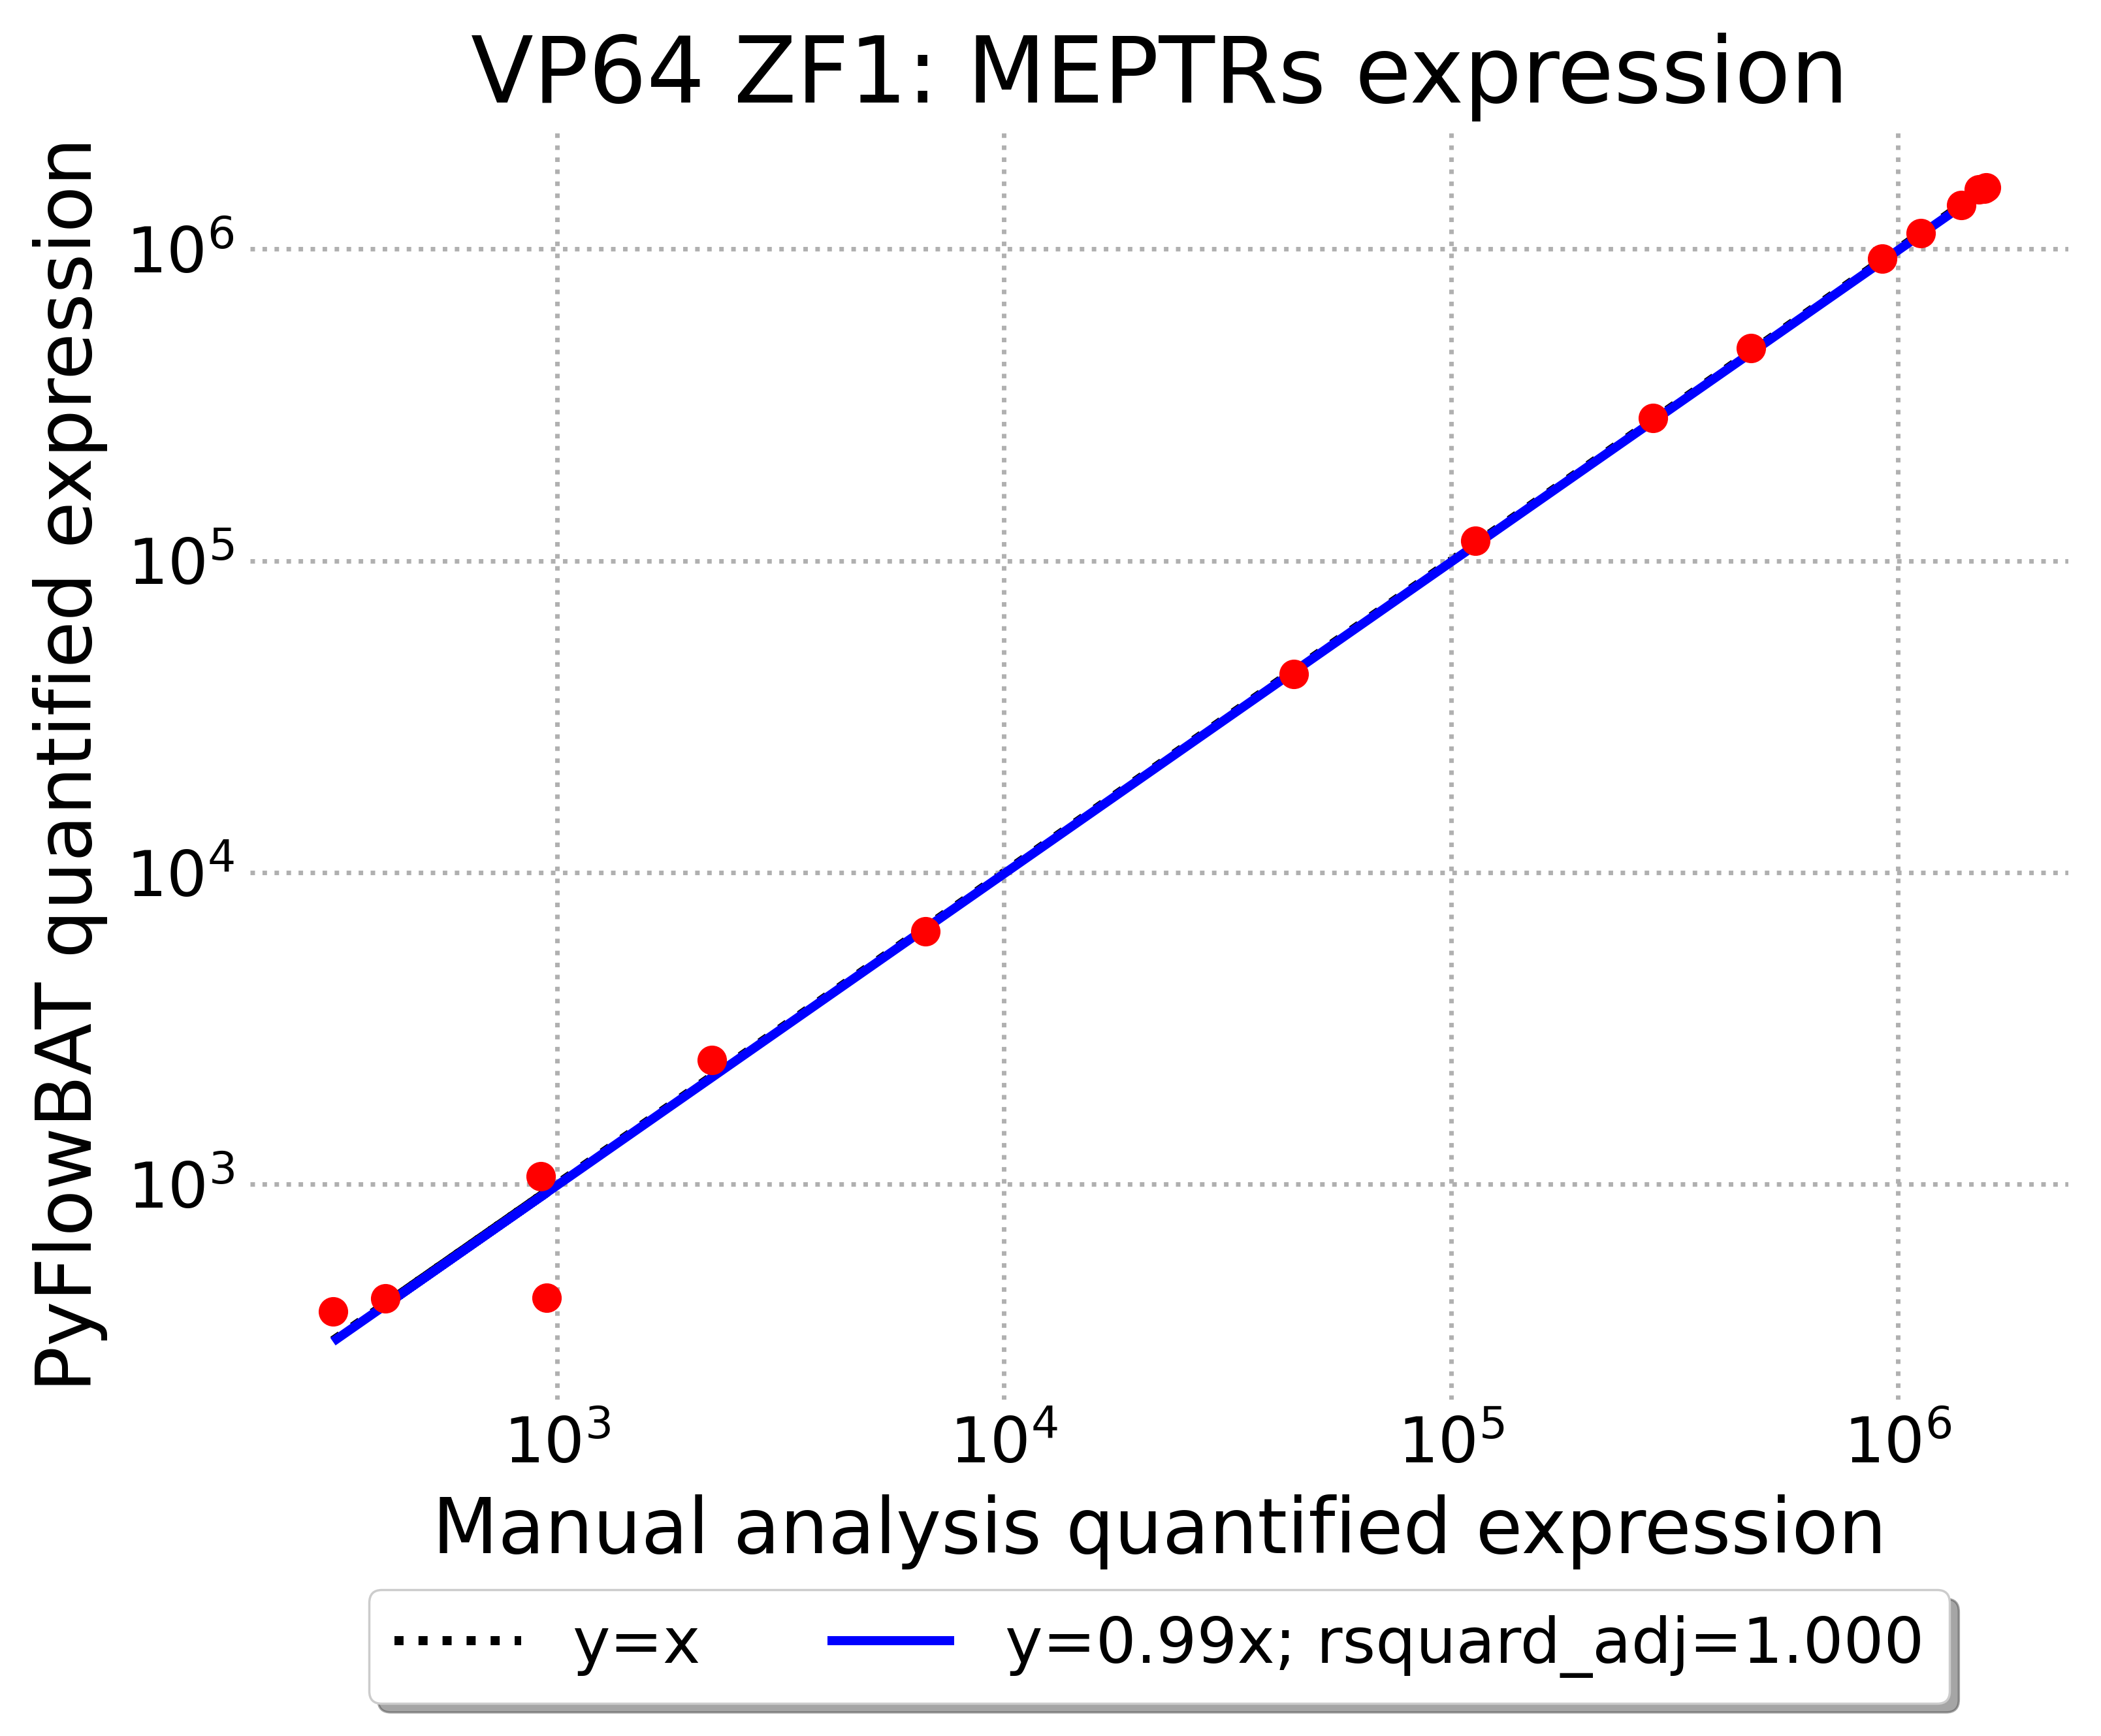 VP64 ZF1: MEPTRs expression
PyFlowBAT quantified expression
10^6
10^5
10^4
10^3
10^3 10^4 10^5 10^6
Manual analysis quantified expression
y=x y=0.99x; rsquard_adj=1.000